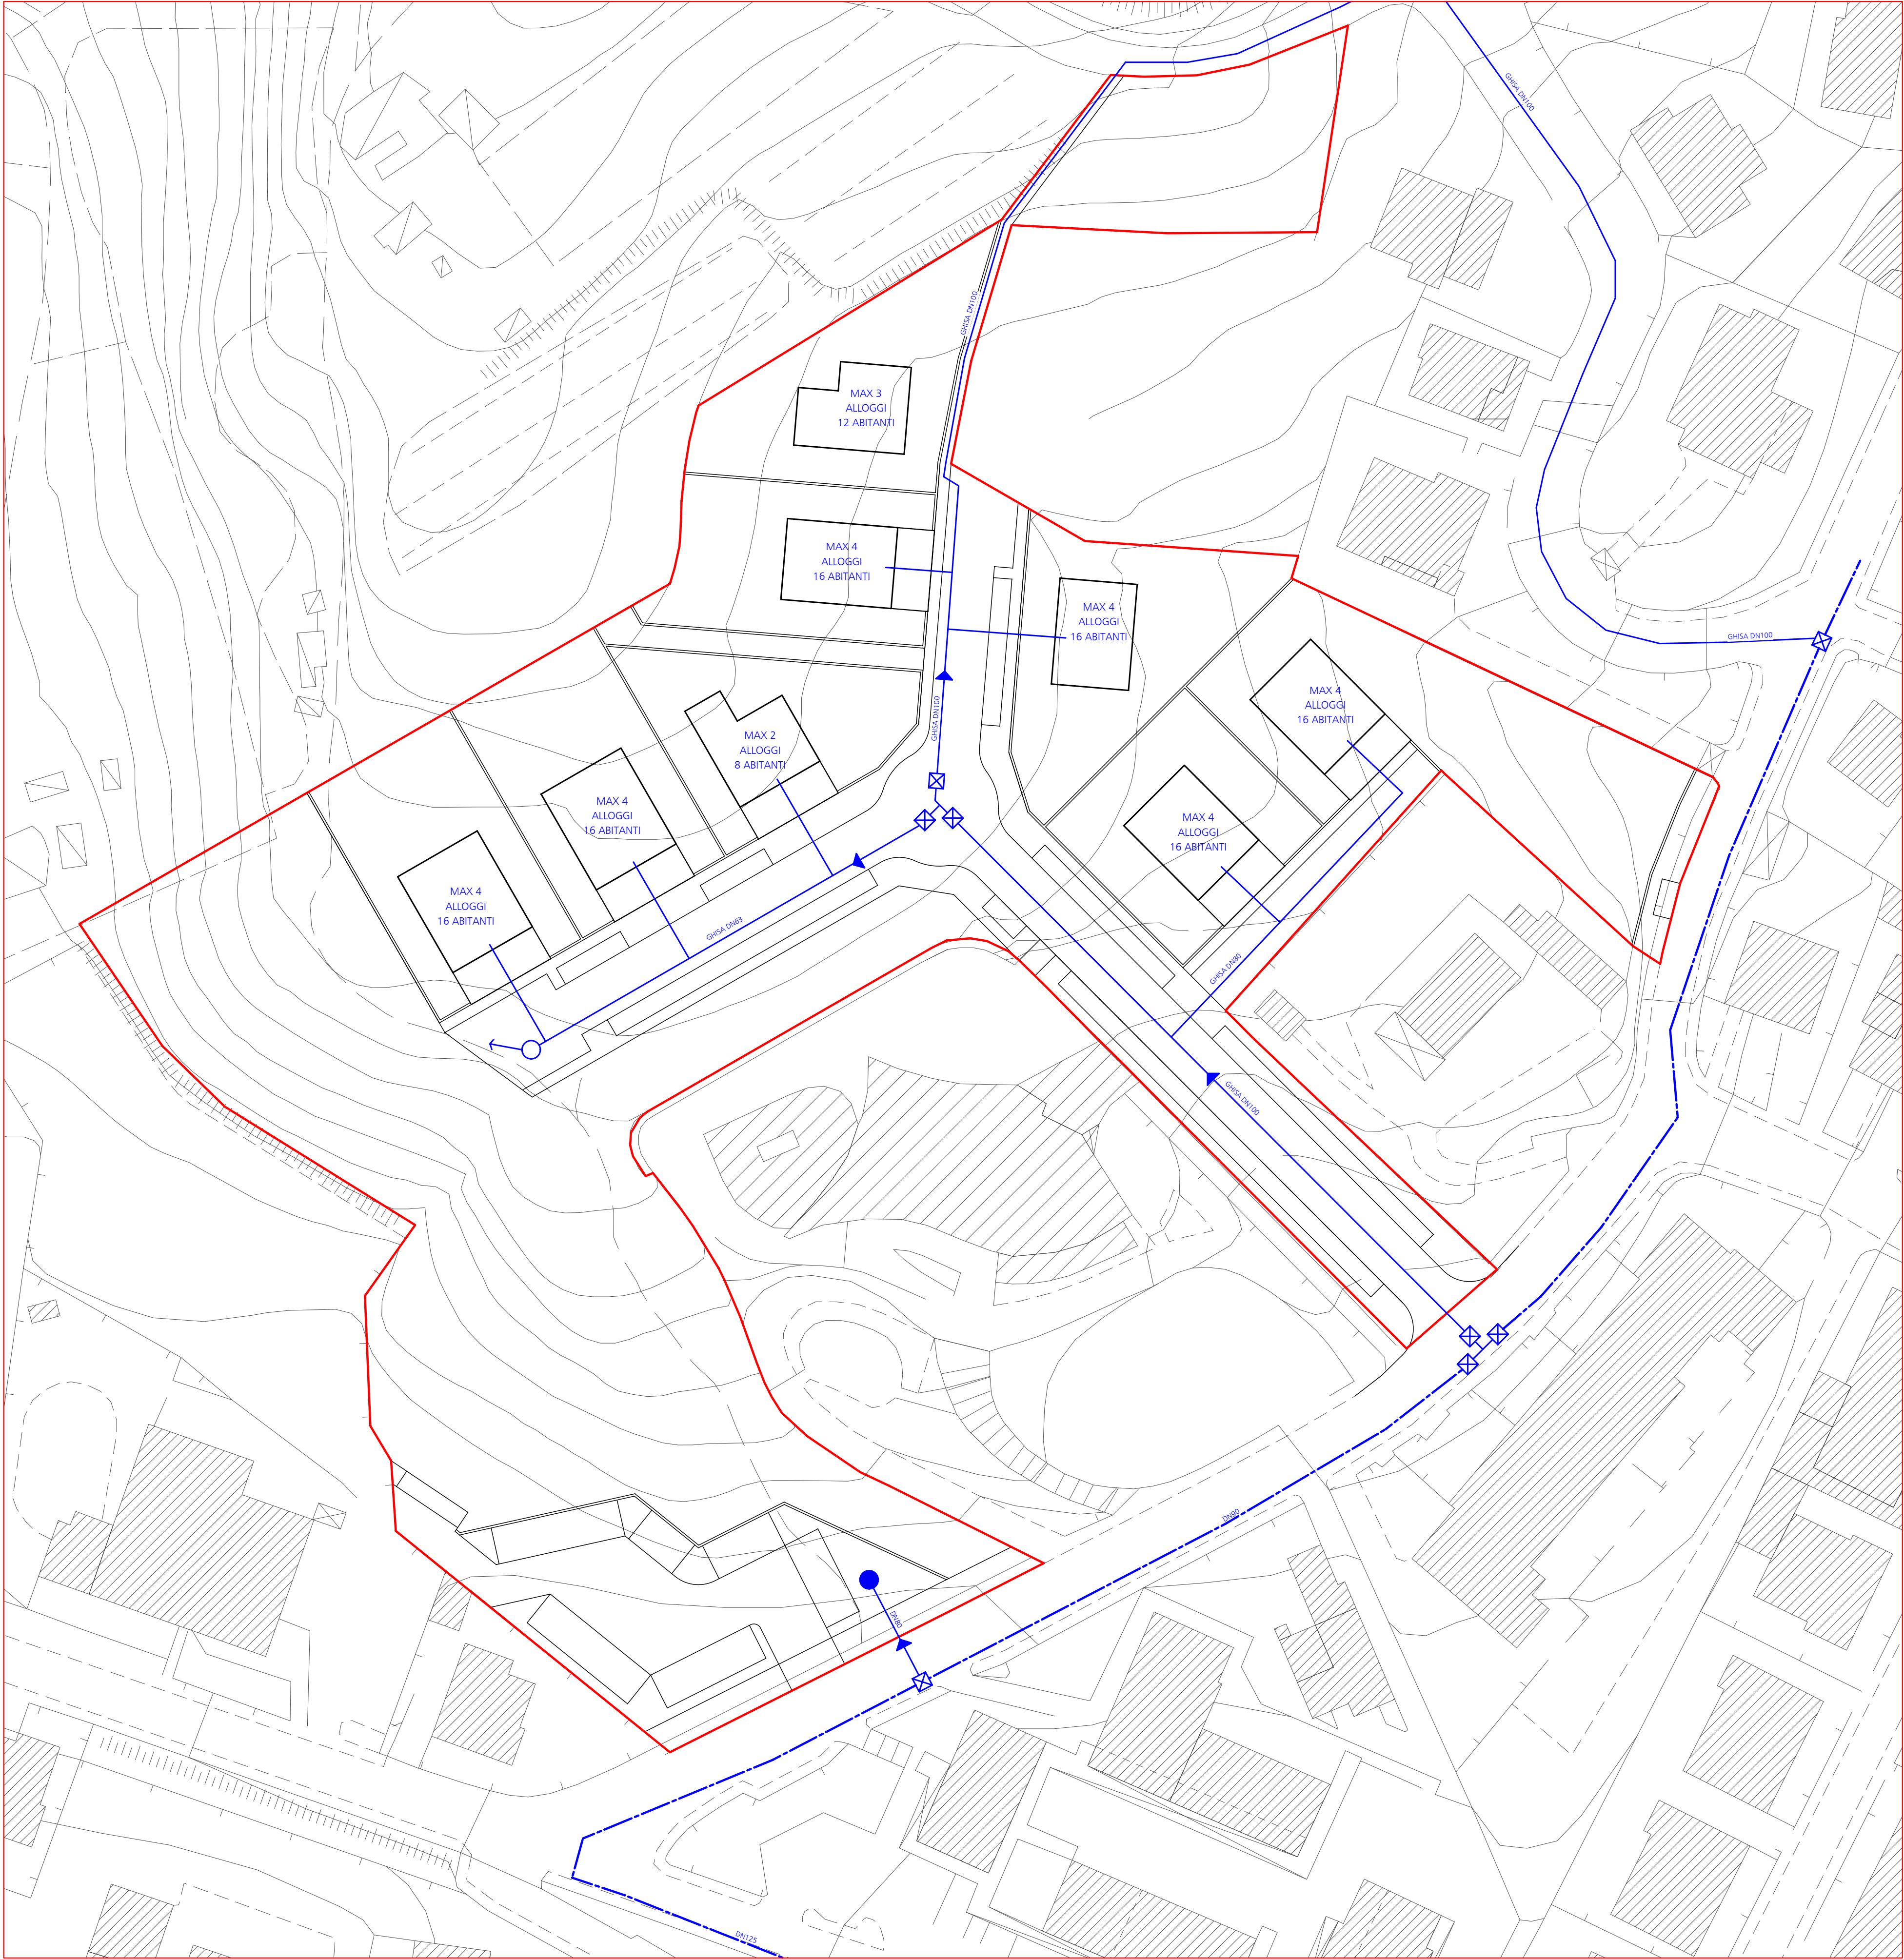 GHISA DN100
GHISA DN100
MAX 3
ALLOGGI
12 ABITANTI
MAX 4
ALLOGGI
16 ABITANTI
MAX 4
ALLOGGI
16 ABITANTI
GHISA DN100
MAX 4
ALLOGGI
16 ABITANTI
GHISA DN100
MAX 2
ALLOGGI
8 ABITANTI
MAX 4
ALLOGGI
16 ABITANTI
MAX 4
ALLOGGI
16 ABITANTI
MAX 4
ALLOGGI
16 ABITANTI
GHISA DN63
GHISA DN80
GHISA DN100
DN90
DN80
DN125